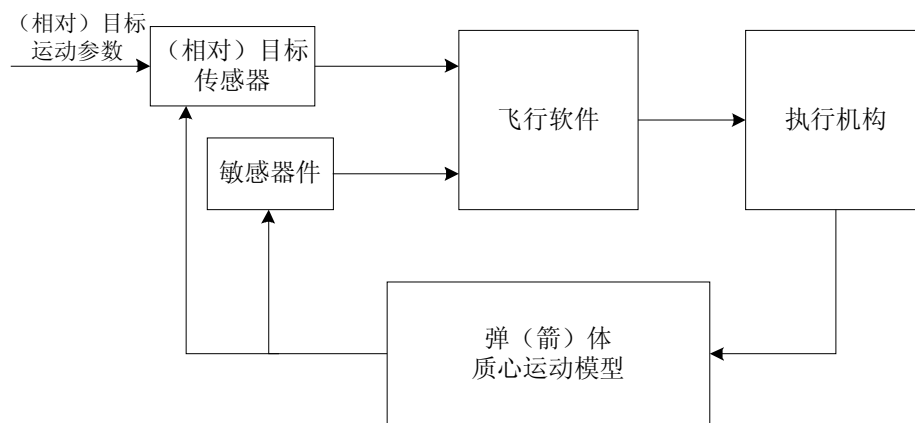 （相对）目标
运动参数
（相对）目标
传感器
飞行软件
执行机构
敏感器件
弹（箭）体
质心运动模型